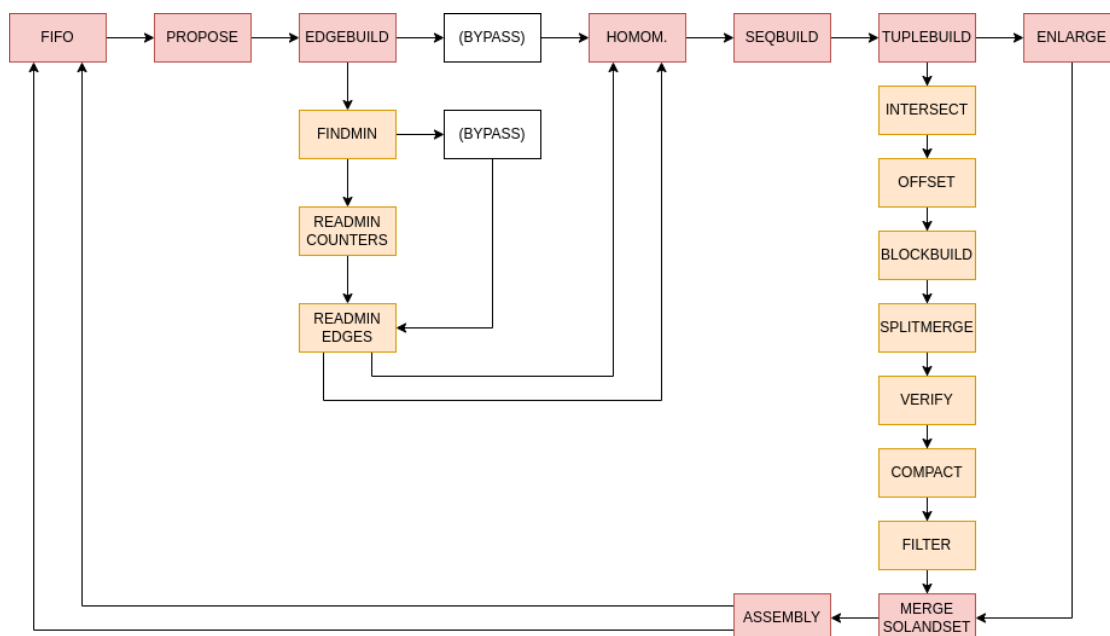 FIFO
PROPOSE
EDGEBUILD
(BYPASS)
HOMOM.
SEQBUILD
TUPLEBUILD
ENLARGE
INTERSECT
FINDMIN
(BYPASS)
OFFSET
READMIN
COUNTERS
BLOCKBUILD
READMIN
EDGES
SPLITMERGE
VERIFY
COMPACT
FILTER
ASSEMBLY
MERGE
SOLANDSET